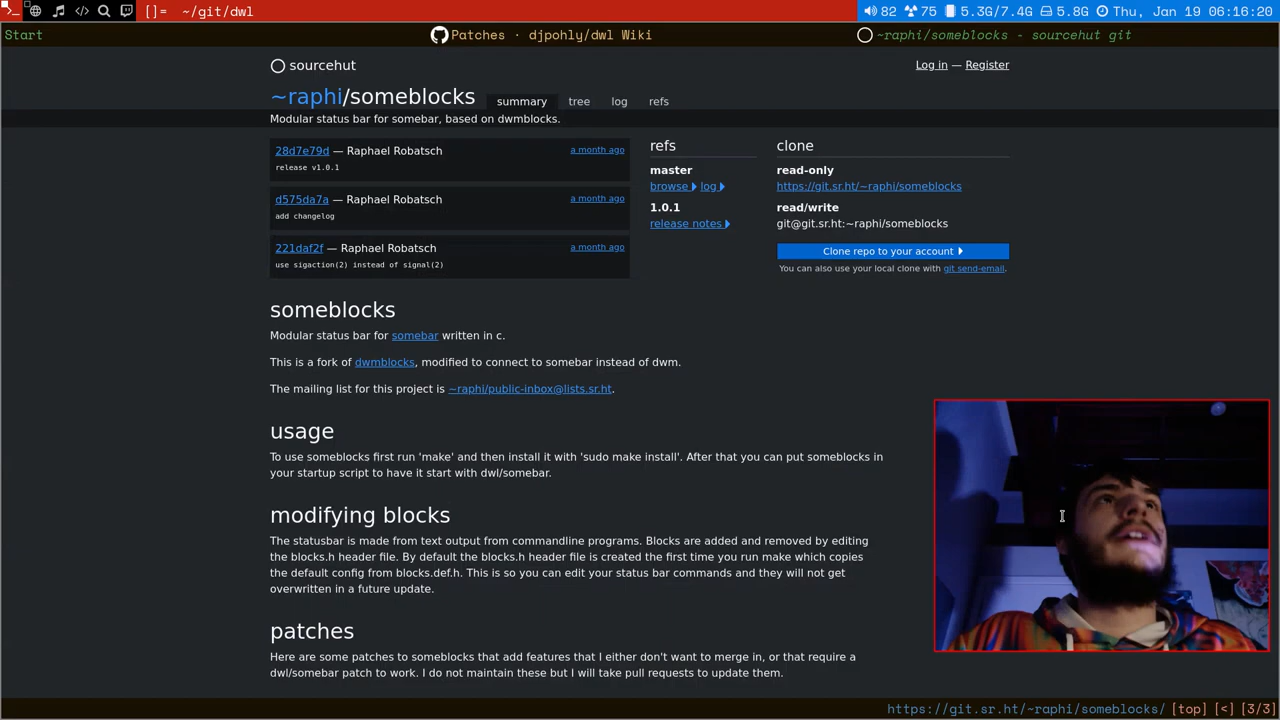 []= ~/git/dwl 82 75 5.3G/7.4G 5.8G Thu, Jan 19 06:16:20
Start Patches · djpohly/dwl Wiki ~raphi/someblocks - sourcehut git
sourcehut Log in — Register
~raphi/someblocks summary tree log refs
Modular status bar for somebar, based on dwmblocks.
28d7e79d — Raphael Robatsch a month ago
release v1.0.1
d575da7a — Raphael Robatsch a month ago
add changelog
221daf2f — Raphael Robatsch a month ago
use sigaction(2) instead of signal(2)
refs
master
browse log
1.0.1
release notes
clone
read-only
https://git.sr.ht/~raphi/someblocks
read/write
git@git.sr.ht:~raphi/someblocks
Clone repo to your account
You can also use your local clone with git send-email.
someblocks
Modular status bar for somebar written in c.
This is a fork of dwmblocks, modified to connect to somebar instead of dwm.
The mailing list for this project is ~raphi/public-inbox@lists.sr.ht.
usage
To use someblocks first run 'make' and then install it with 'sudo make install'. After that you can put someblocks in
your startup script to have it start with dwl/somebar.
modifying blocks
The statusbar is made from text output from commandline programs. Blocks are added and removed by editing
the blocks.h header file. By default the blocks.h header file is created the first time you run make which copies
the default config from blocks.def.h. This is so you can edit your status bar commands and they will not get
overwritten in a future update.
patches
Here are some patches to someblocks that add features that I either don't want to merge in, or that require a
dwl/somebar patch to work. I do not maintain these but I will take pull requests to update them.
https://git.sr.ht/~raphi/someblocks/ [top] [<] [3/3]